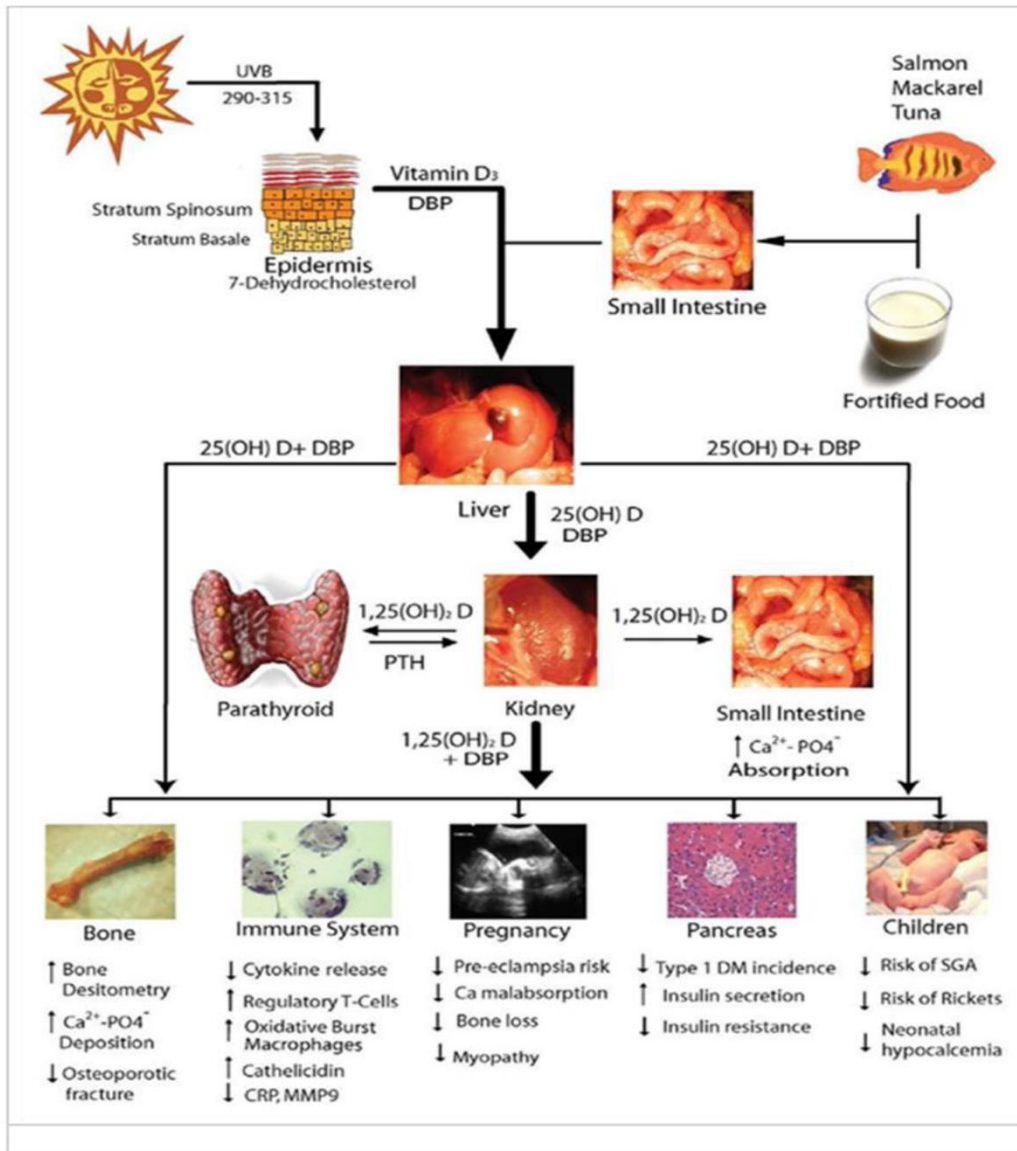 UVB
290-315
Salmon
Mackarel
Tuna
Vitamin D₃
DBP
Stratum Spinosum
Stratum Basale
Epidermis
7-Dehydrocholesterol
Small Intestine
Fortified Food
25(OH) D+ DBP
25(OH) D+ DBP
Liver
25(OH) D
DBP
1,25(OH)₂ D
PTH
1,25(OH)₂ D
Parathyroid
Kidney
Small Intestine
↑ Ca²⁺- PO4⁻
Absorption
1,25(OH)₂ D
+ DBP
Bone
↑ Bone
Desitometry
↑ Ca²⁺-PO4⁻
Deposition
↓ Osteoporotic
fracture
Immune System
↓ Cytokine release
↑ Regulatory T-Cells
↑ Oxidative Burst
Macrophages
↑ Cathelicidin
↓ CRP, MMP9
Pregnancy
↓ Pre-eclampsia risk
↓ Ca malabsorption
↓ Bone loss
↓ Myopathy
Pancreas
↓ Type 1 DM incidence
↑ Insulin secretion
↓ Insulin resistance
Children
↓ Risk of SGA
↓ Risk of Rickets
↓ Neonatal
hypocalcemia